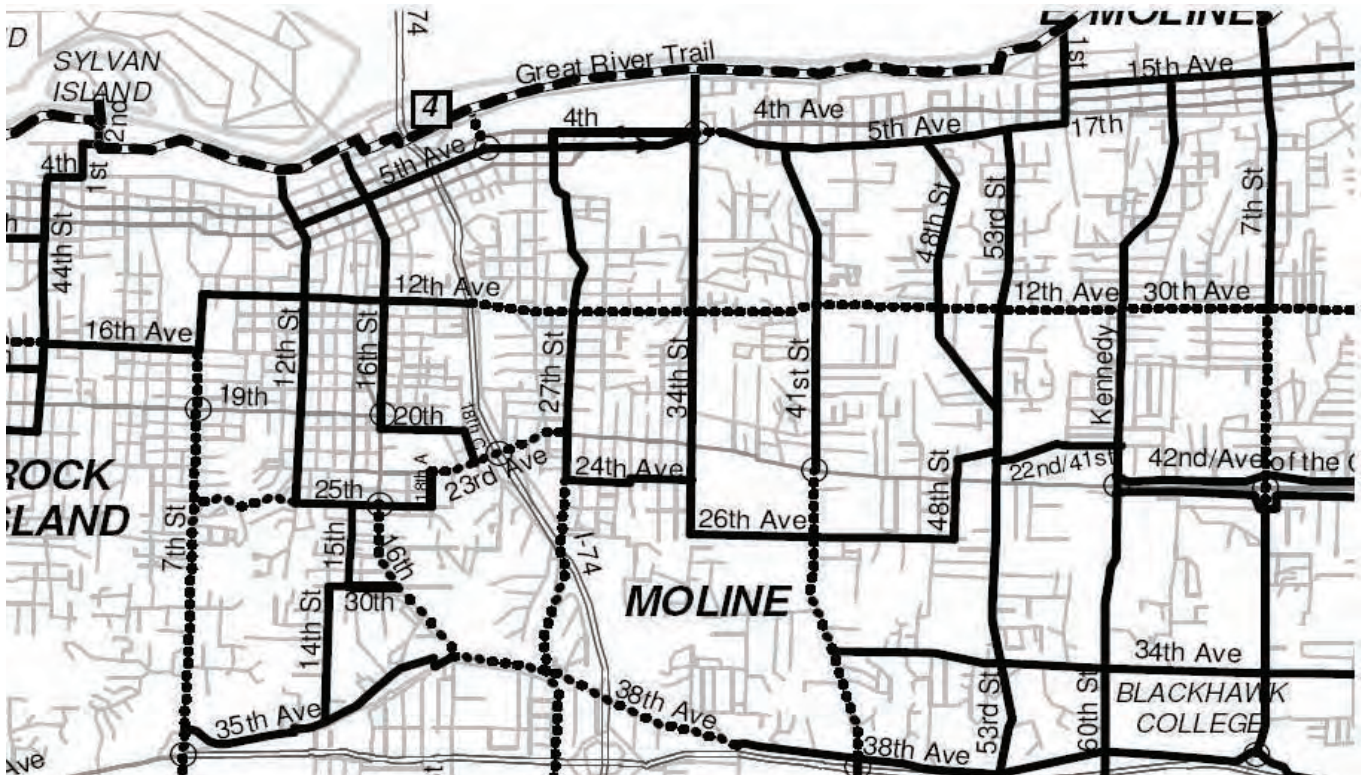 74
E MOLINE
SYLVAN
ISLAND
Great River Trail
1st
15th Ave
2nd
4
4th
4th Ave
5th Ave
17th
4th
1st
5th Ave
44th St
48th St
53rd St
7th St
12th Ave
12th Ave
30th Ave
16th Ave
12th St
16th St
27th St
34th St
41st St
Kennedy
19th
20th
18th C
23rd Ave
18th A
24th Ave
22nd/41st
42nd/Ave of the
ROCK
ISLAND
25th
48th St
26th Ave
7th St
15th
16th
I-74
30th
MOLINE
14th St
34th Ave
38th Ave
53rd St
60th St
BLACKHAWK
COLLEGE
35th Ave
38th Ave
Ave